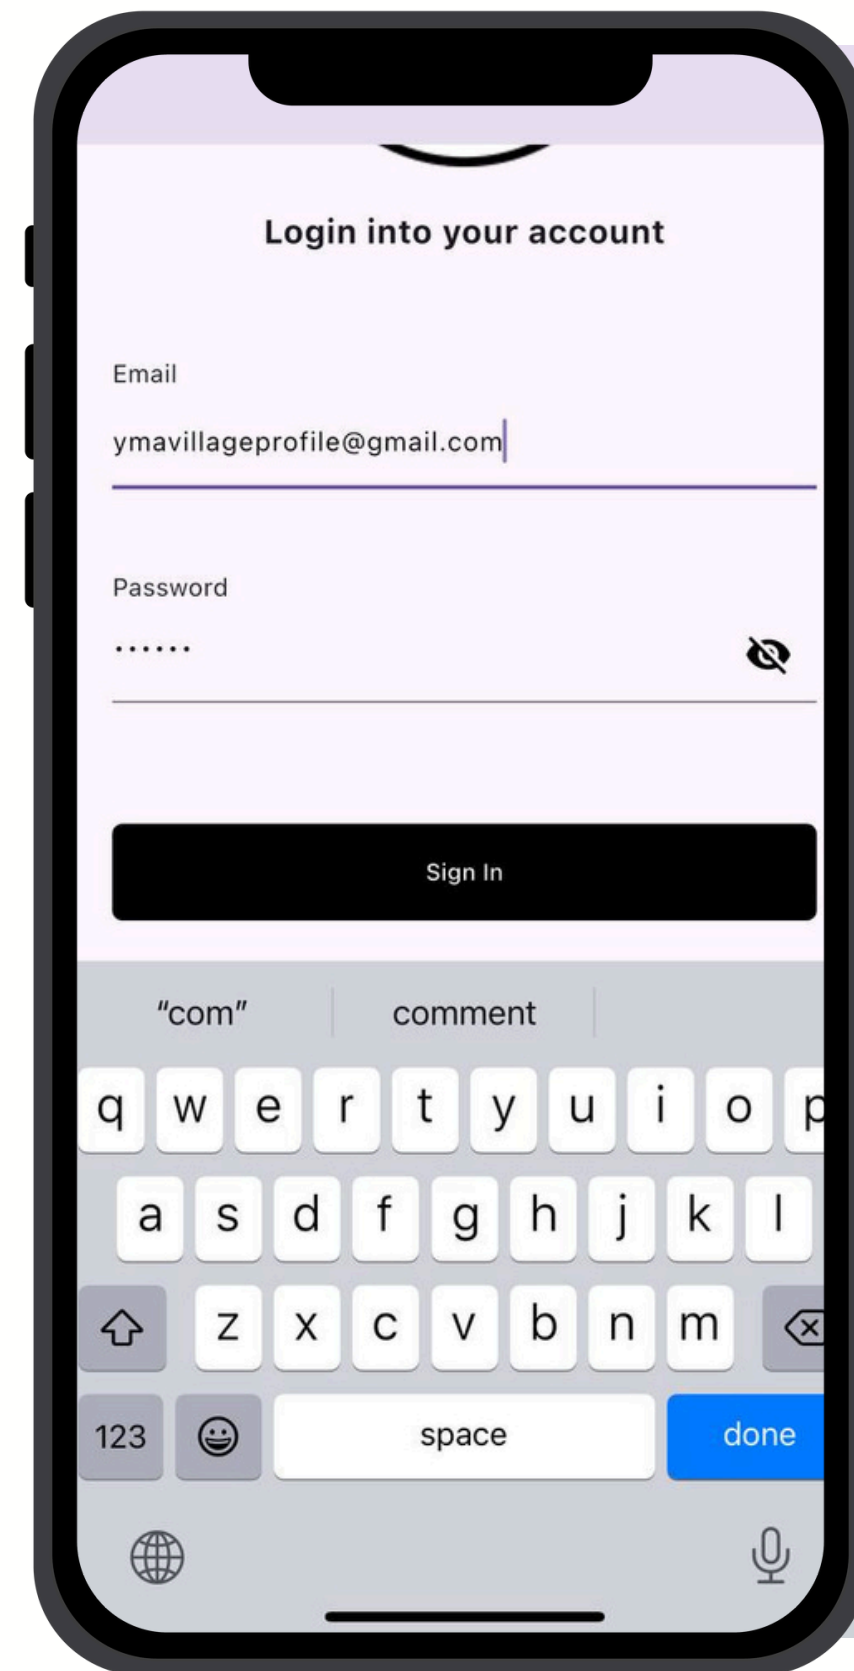 Login into your account
Email
ymavillageprofile@gmail.com
Password
......
Sign In
“com” comment
q w e r t y u i o p
a s d f g h j k l
z x c v b n m
123 space done